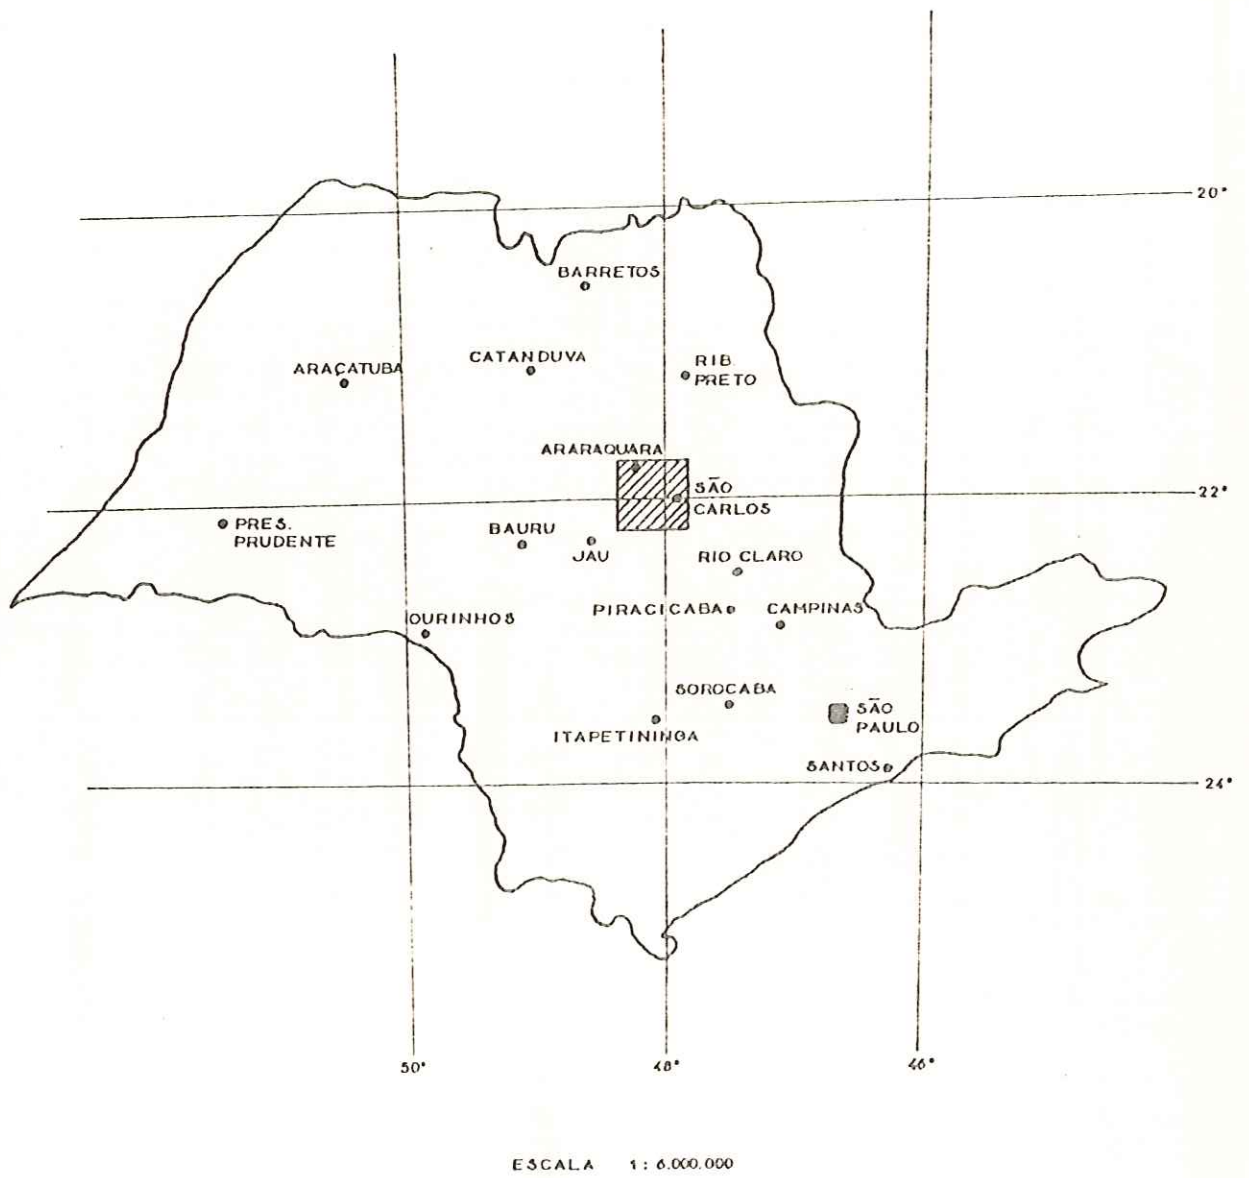 20°
BARRETOS
CATANDUVA
RIB.
PRETO
ARAÇATUBA
ARARAQUARA
SÃO
CARLOS
22°
PRES.
PRUDENTE
BAURU
JAU
RIO CLARO
PIRACICABA
CAMPINAS
OURINHOS
SOROCABA
SÃO
PAULO
ITAPETININGA
SANTOS
24°
50°
48°
46°
ESCALA 1: 6.000.000